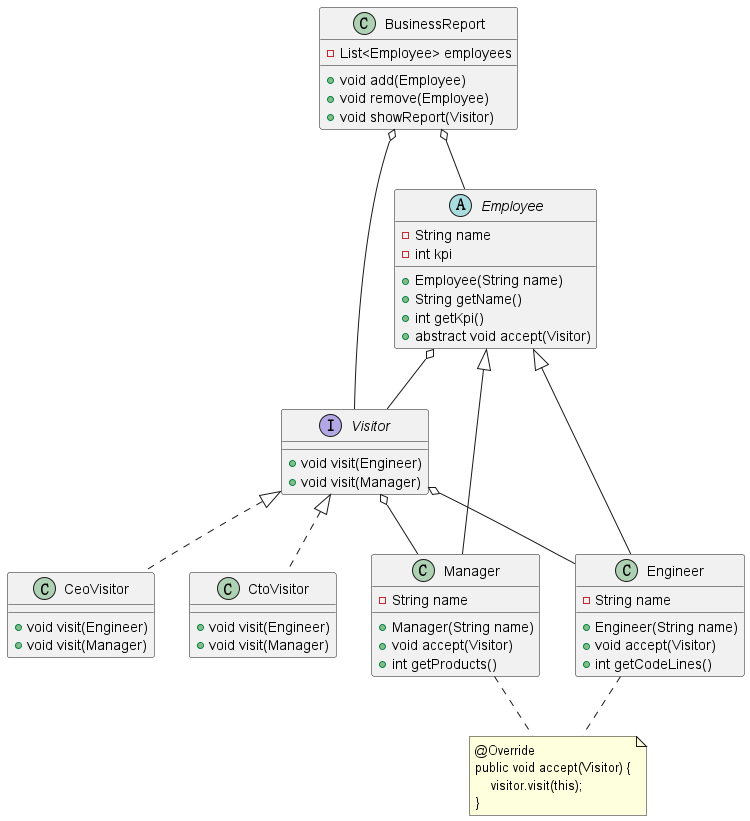 C BusinessReport
List<Employee> employees
void add(Employee)
void remove(Employee)
void showReport(Visitor)
A Employee
String name
int kpi
Employee(String name)
String getName()
int getKpi()
abstract void accept(Visitor)
I Visitor
void visit(Engineer)
void visit(Manager)
C CeoVisitor
void visit(Engineer)
void visit(Manager)
C CtoVisitor
void visit(Engineer)
void visit(Manager)
C Manager
String name
Manager(String name)
void accept(Visitor)
int getProducts()
C Engineer
String name
Engineer(String name)
void accept(Visitor)
int getCodeLines()
@Override
public void accept(Visitor) {
visitor.visit(this);
}